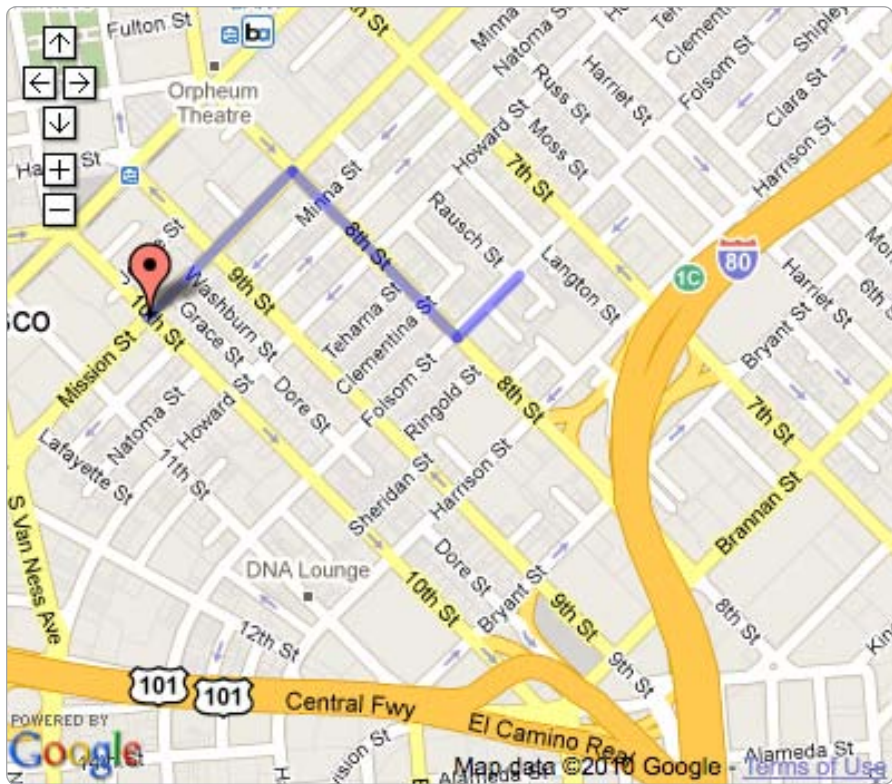 Fulton St
ba
Orpheum
Theatre
Minna St
Natoma St
Russ St
Moss St
Harriet St
Clementina St
Folsom St
Shipley
Clara St
Harrison St
Howard St
7th St
Rausch St
Langton St
1C
80
Minna St
8th St
9th St
Washburn St
Grace St
10th St
Mission St
Tehama St
Clementina St
Folsom St
Ringold St
8th St
Dore St
Howard St
Natoma St
Lafayette St
11th St
Harriet St
6th
Bryant St
7th St
Brannan St
Sheridan St
Harrison St
Dore St
Bryant St
S Van Ness Ave
DNA Lounge
10th St
12th St
9th St
9th St
8th St
101
101
Central Fwy
El Camino Real
POWERED BY
Google
14th St
Alameda St
Alameda St
Map data ©2010 Google - Terms of Use